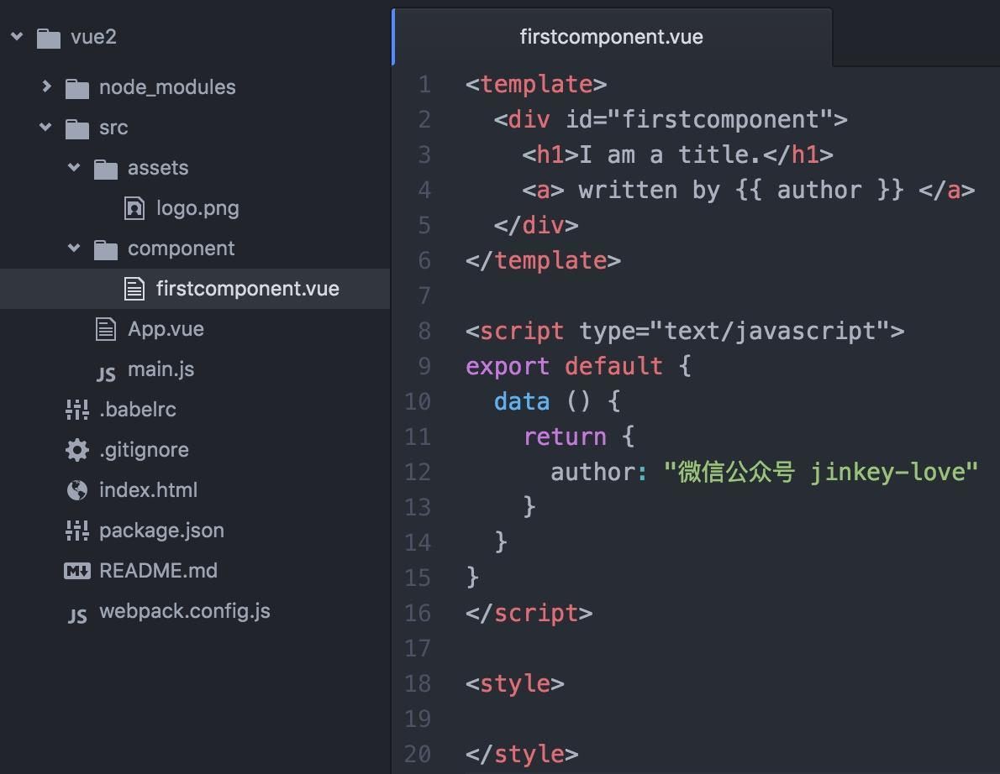 vue2
node_modules
src
assets
logo.png
component
firstcomponent.vue
App.vue
JS main.js
.babelrc
.gitignore
index.html
package.json
M README.md
JS webpack.config.js
firstcomponent.vue
1 <template>
2 <div id="firstcomponent">
3 <h1>I am a title.</h1>
4 <a> written by {{ author }} </a>
5 </div>
6 </template>
7
8 <script type="text/javascript">
9 export default {
10 data () {
11 return {
12 author: "微信公众号 jinkey-love"
13 }
14 }
15 }
16 </script>
17
18 <style>
19
20 </style>